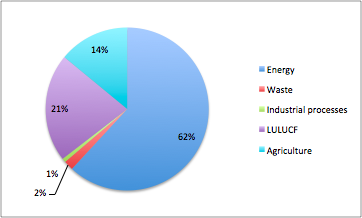 14%
Energy
Waste
Industrial processes
21%
LULUCF
62%
Agriculture
1%
2%